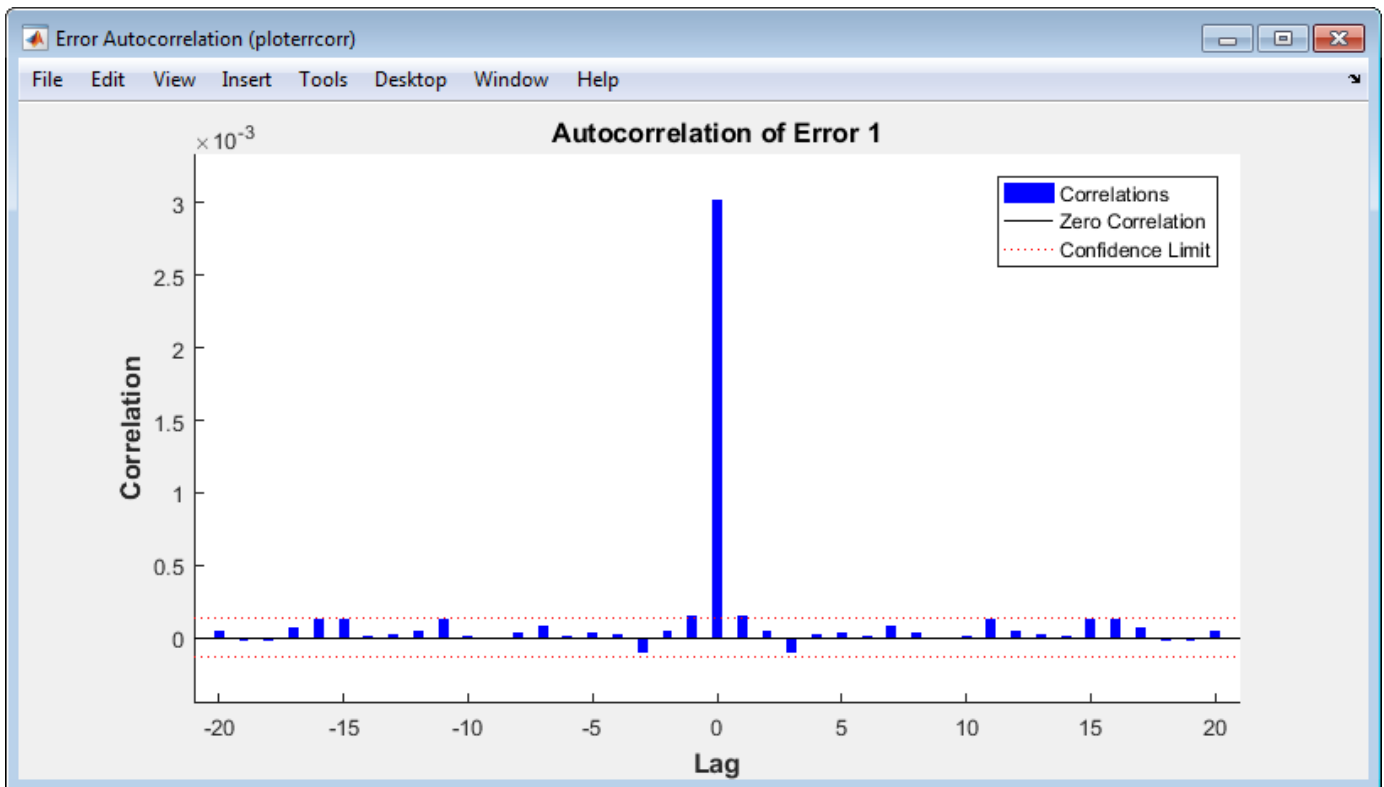 Error Autocorrelation (ploterrcorr)
File Edit View Insert Tools Desktop Window Help
×10-3
Autocorrelation of Error 1
Correlations
Zero Correlation
Confidence Limit
3
2.5
2
1.5
1
0.5
0
Correlation
-20 -15 -10 -5 0 5 10 15 20
Lag